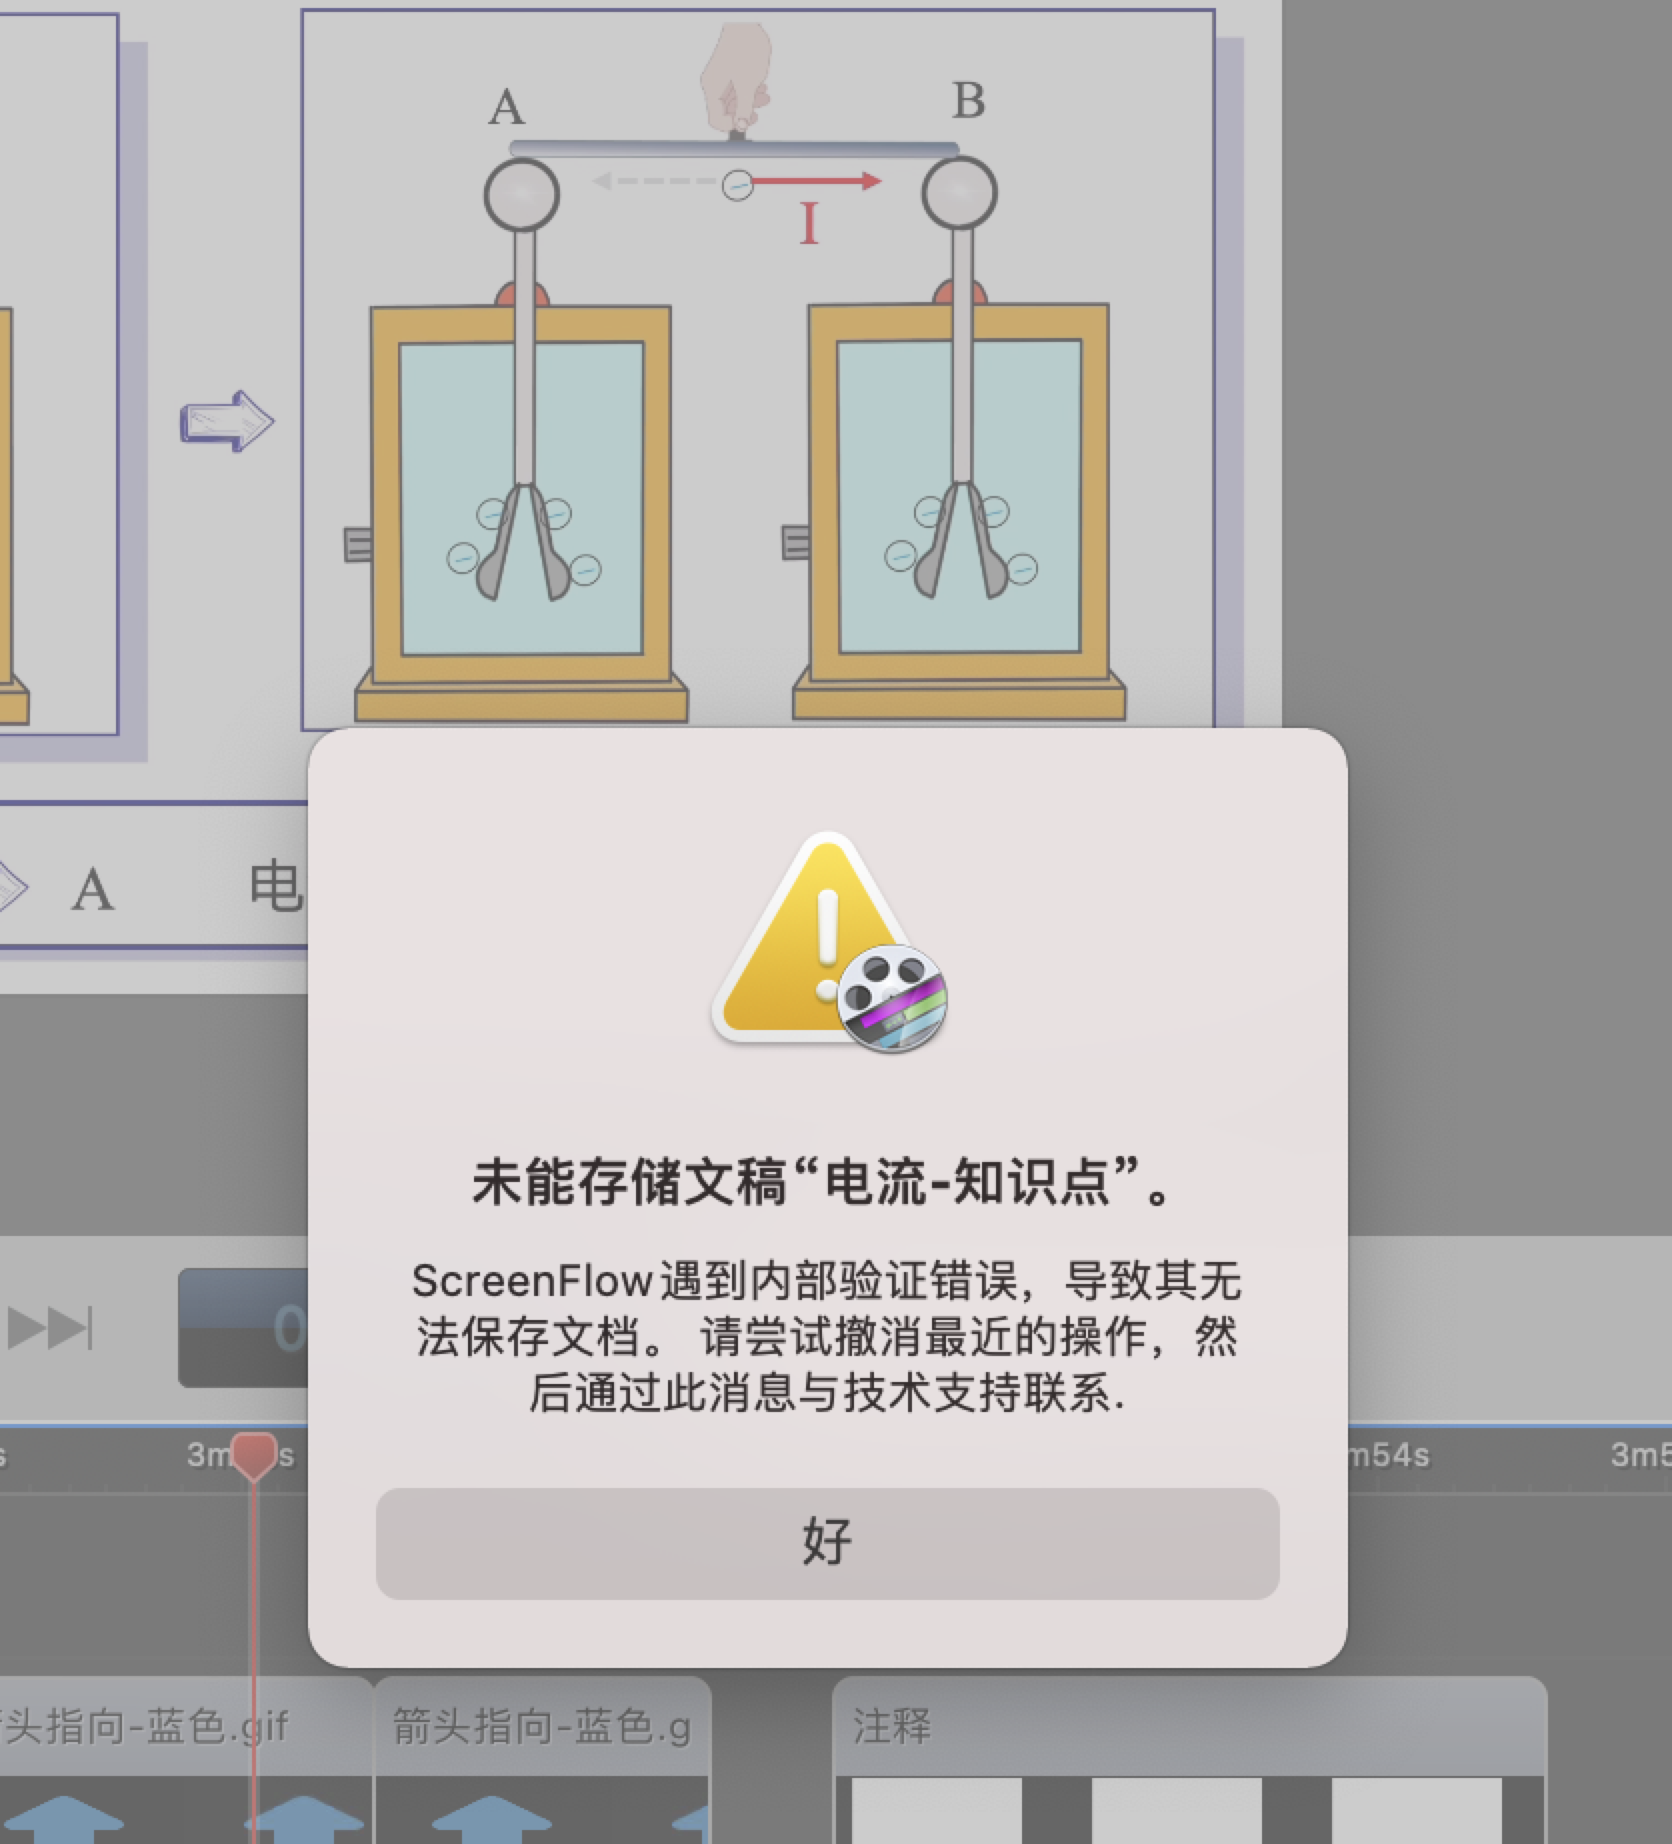 A
B
I
A
电
未能存储文稿“电流-知识点”。
ScreenFlow遇到内部验证错误，导致其无
法保存文档。 请尝试撤消最近的操作，然
后通过此消息与技术支持联系.
0
好
s
3m
s
m54s
3m5
头指向-蓝色.gif
箭头指向-蓝色.g
注释